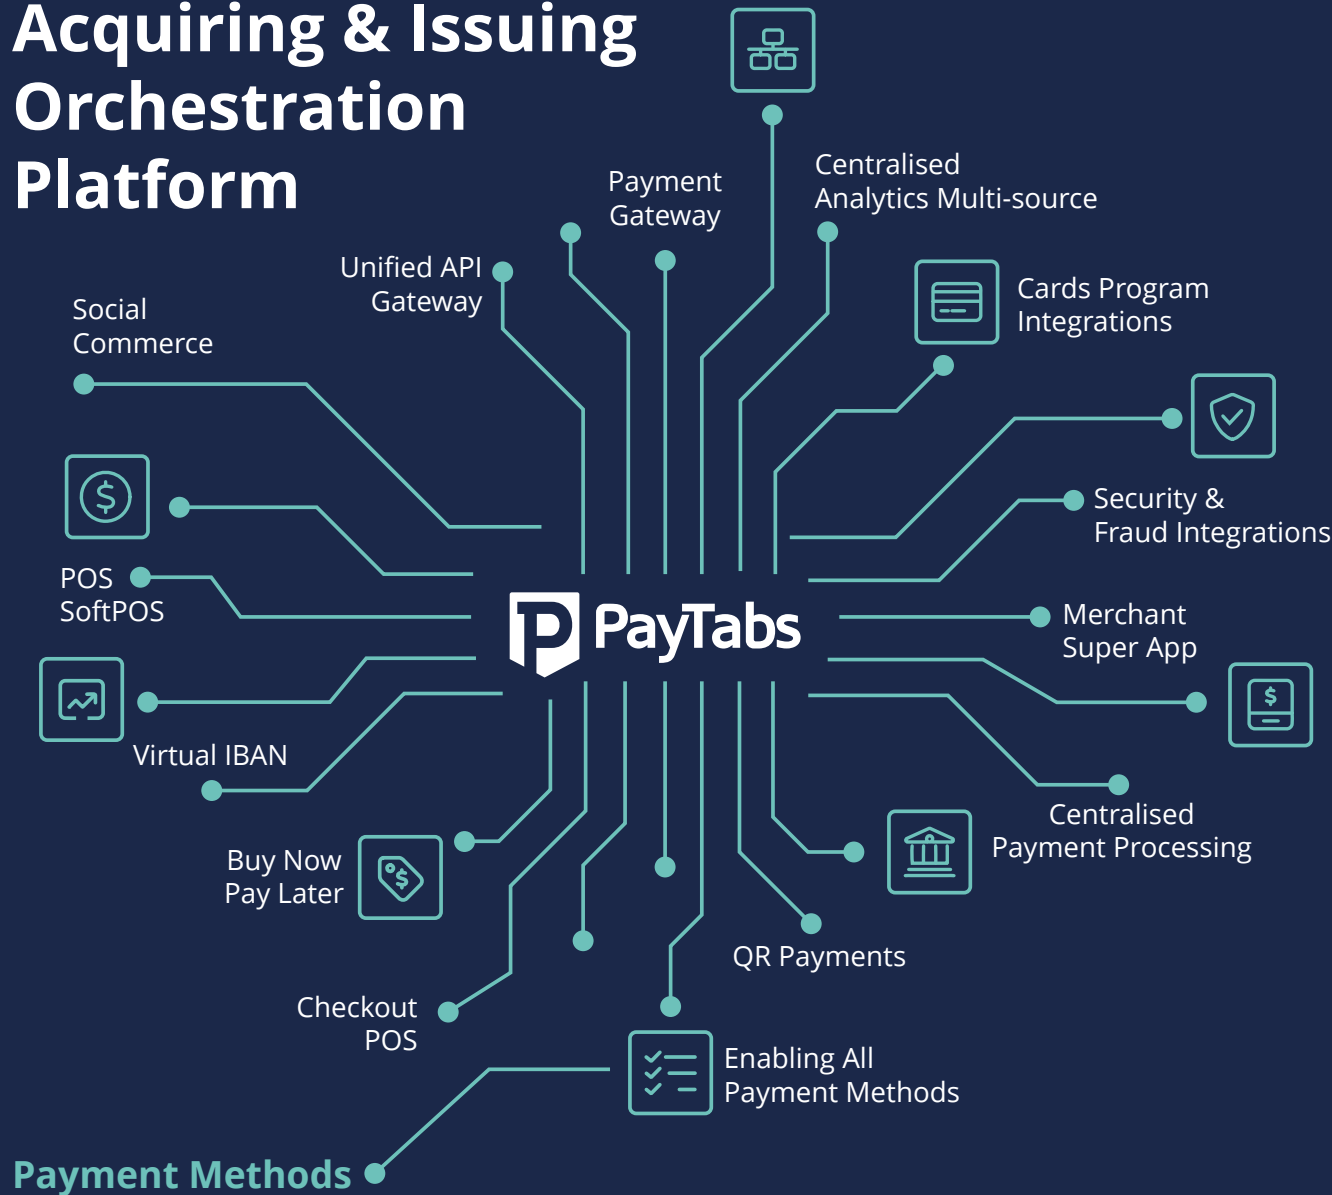 Acquiring & Issuing
Orchestration
Platform
Payment
Gateway
Centralised
Analytics Multi-source
Unified API
Gateway
Cards Program
Integrations
Social
Commerce
$
Security &
Fraud Integrations
POS
SoftPOS
PayTabs
Merchant
Super App
$
Virtual IBAN
Centralised
Payment Processing
Buy Now
Pay Later
$
QR Payments
Checkout
POS
Enabling All
Payment Methods
Payment Methods